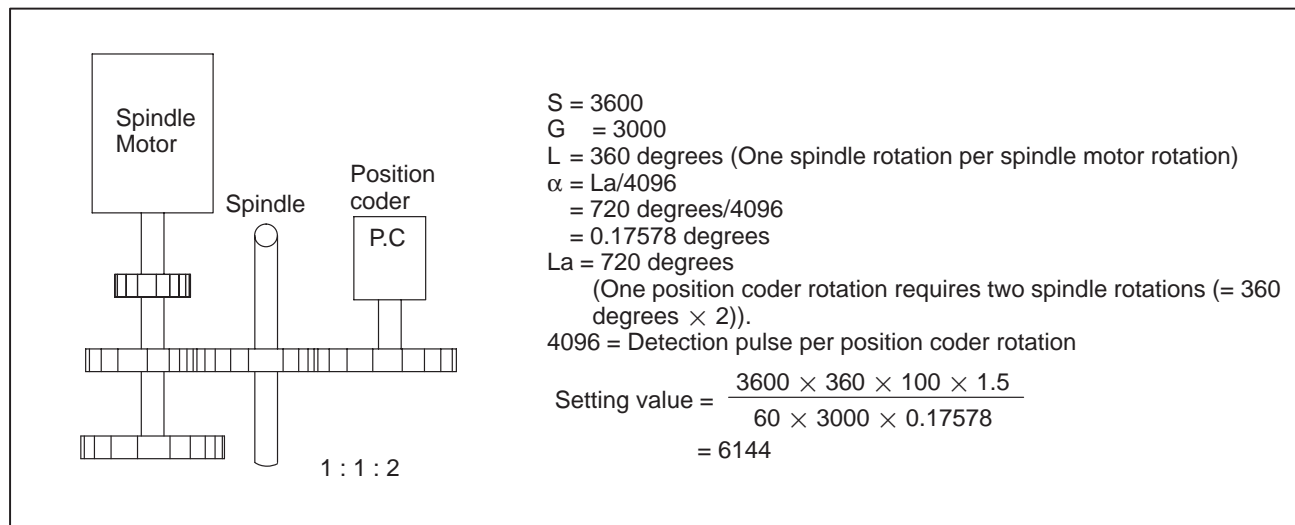 Spindle
Motor
Spindle
Position
coder
P.C
1 : 1 : 2
S = 3600
G = 3000
L = 360 degrees (One spindle rotation per spindle motor rotation)
α = La/4096
= 720 degrees/4096
= 0.17578 degrees
La = 720 degrees
(One position coder rotation requires two spindle rotations (= 360
degrees × 2)).
4096 = Detection pulse per position coder rotation
3600 × 360 × 100 × 1.5
Setting value =
60 × 3000 × 0.17578
= 6144